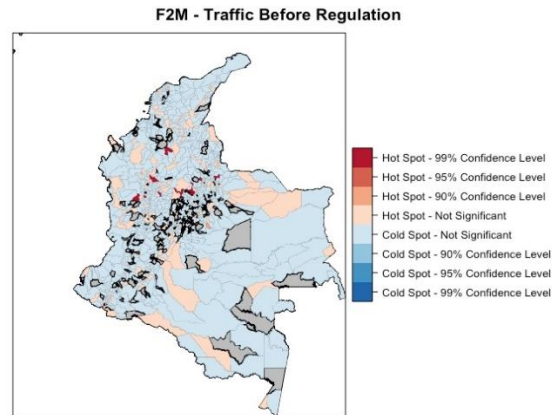 F2M - Traffic Before Regulation
Hot Spot - 99% Confidence Level
Hot Spot - 95% Confidence Level
Hot Spot - 90% Confidence Level
Hot Spot - Not Significant
Cold Spot - Not Significant
Cold Spot - 90% Confidence Level
Cold Spot - 95% Confidence Level
Cold Spot - 99% Confidence Level